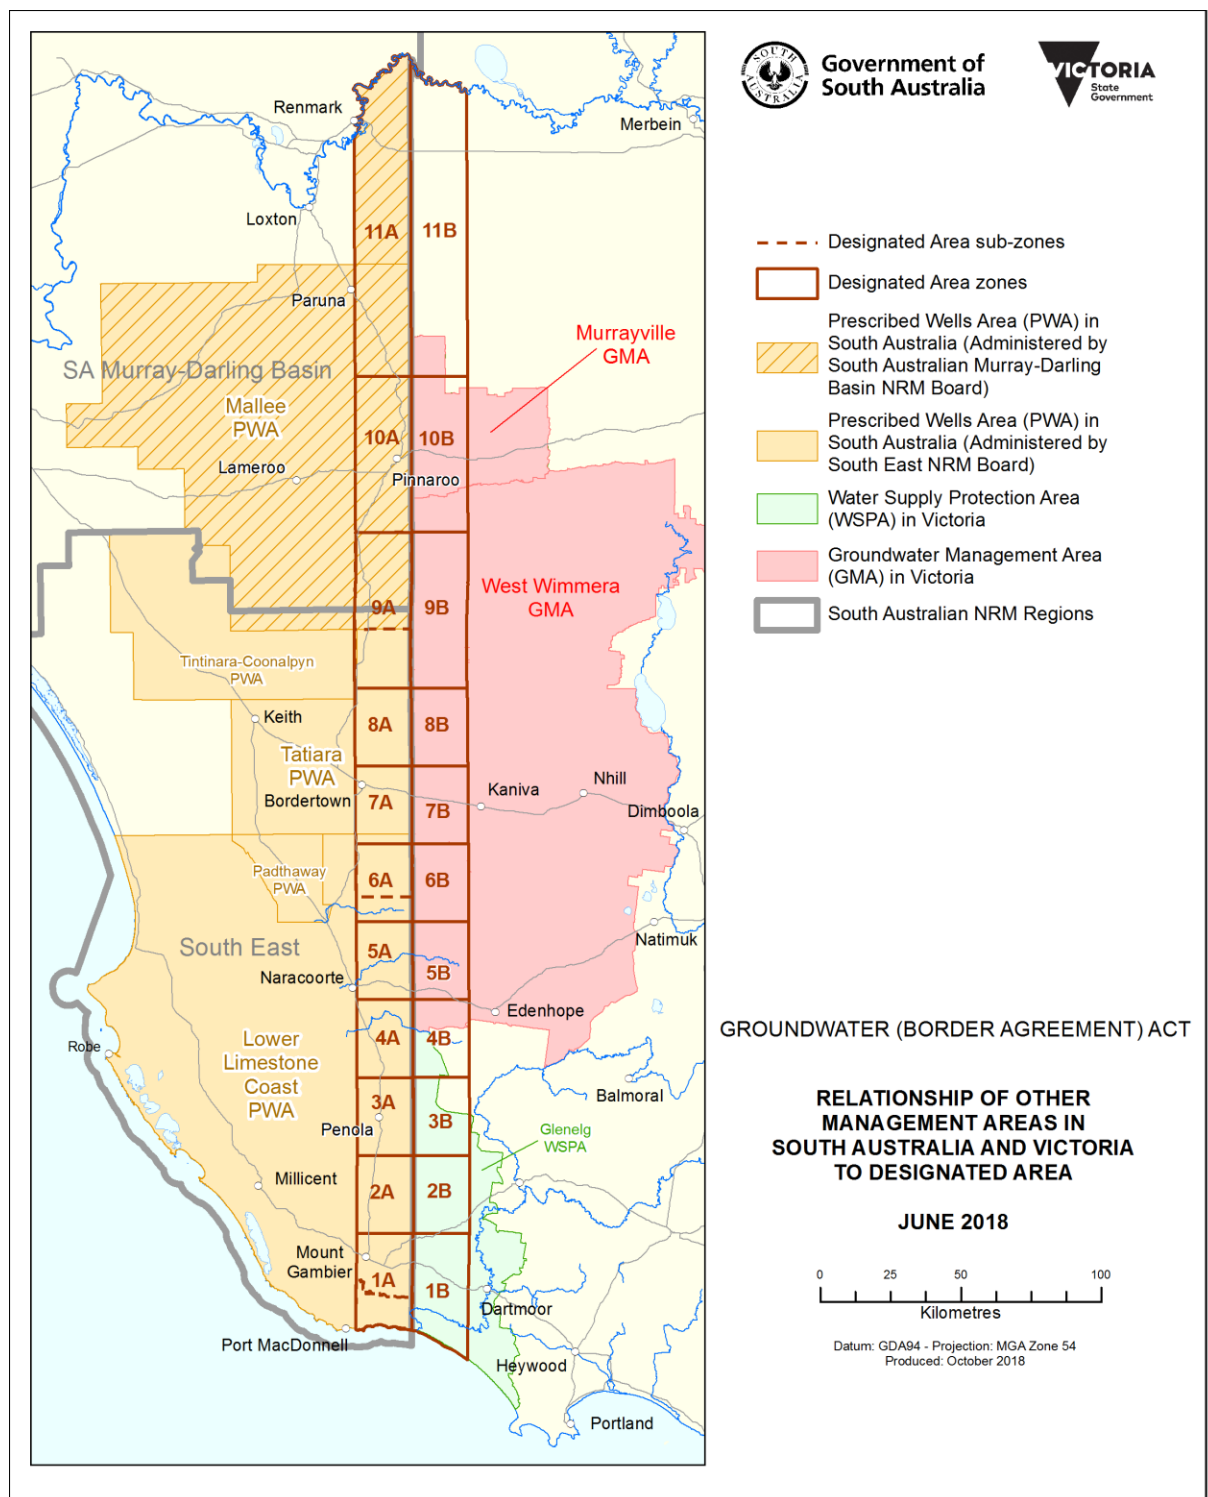 SOUTH
AUSTRALIA
Government of
South Australia
VICTORIA
State
Government
Designated Area sub-zones
Designated Area zones
Prescribed Wells Area (PWA) in
South Australia (Administered by
South Australian Murray-Darling
Basin NRM Board)
Prescribed Wells Area (PWA) in
South Australia (Administered by
South East NRM Board)
Water Supply Protection Area
(WSPA) in Victoria
Groundwater Management Area
(GMA) in Victoria
South Australian NRM Regions
Renmark
Merbein
Loxton
11A
11B
Paruna
Murrayville
GMA
SA Murray-Darling Basin
Mallee
PWA
10A
10B
Lameroo
Pinnaroo
West Wimmera
GMA
9A
9B
Tintinara-Coonalpyn
PWA
Keith
8A
8B
Tatiara
PWA
Bordertown
7A
7B
Kaniva
Nhill
Dimboola
Padthaway
PWA
6A
6B
South East
Natimuk
5A
5B
Naracoorte
Edenhope
Robe
Lower
Limestone
Coast
PWA
4A
4B
Balmoral
3A
3B
Penola
Glenelg
WSPA
Millicent
2A
2B
Mount
Gambier
1A
1B
Dartmoor
Port MacDonnell
Heywood
Portland
GROUNDWATER (BORDER AGREEMENT) ACT
RELATIONSHIP OF OTHER
MANAGEMENT AREAS IN
SOUTH AUSTRALIA AND VICTORIA
TO DESIGNATED AREA
JUNE 2018
0 25 50 100
Kilometres
Datum: GDA94 - Projection: MGA Zone 54
Produced: October 2018